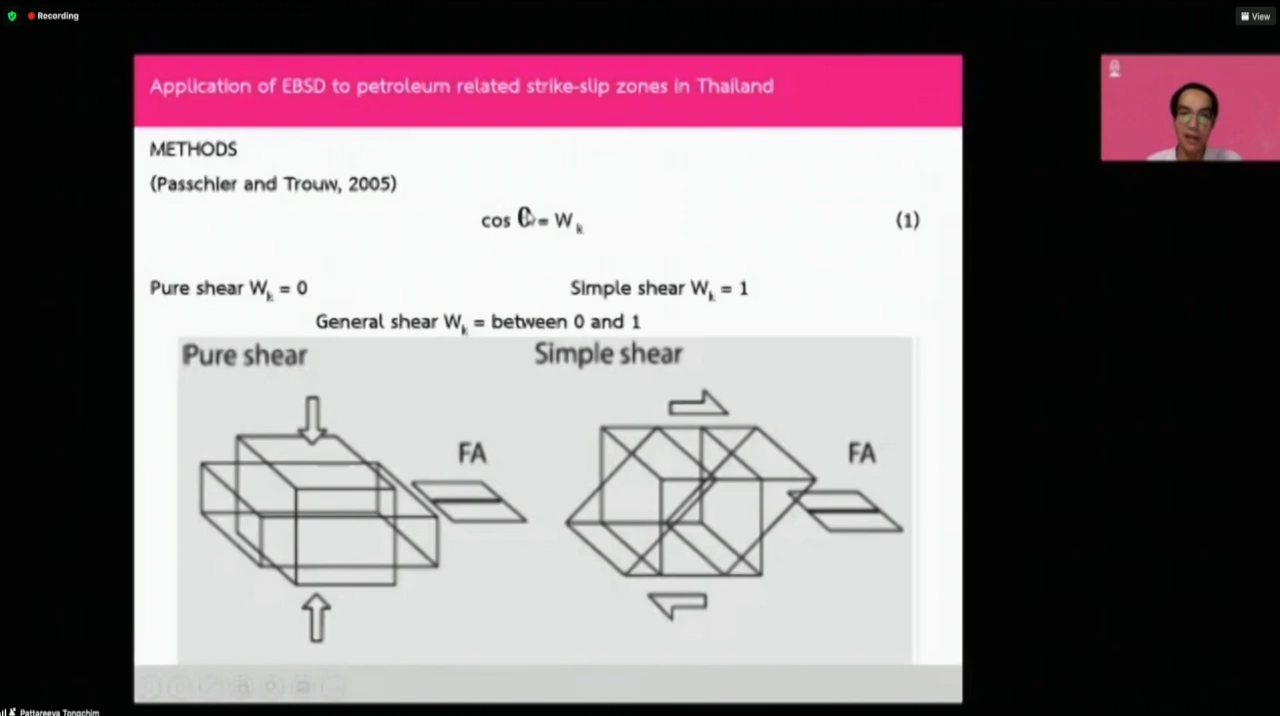 Recording
View
Application of EBSD to petroleum related strike-slip zones in Thailand
METHODS
(Passchier and Trouw, 2005)
cos = Wk (1)
Pure shear Wk = 0 Simple shear Wk = 1
General shear Wk = between 0 and 1
Pure shear Simple shear
FA FA
Pattareeya Tongchim